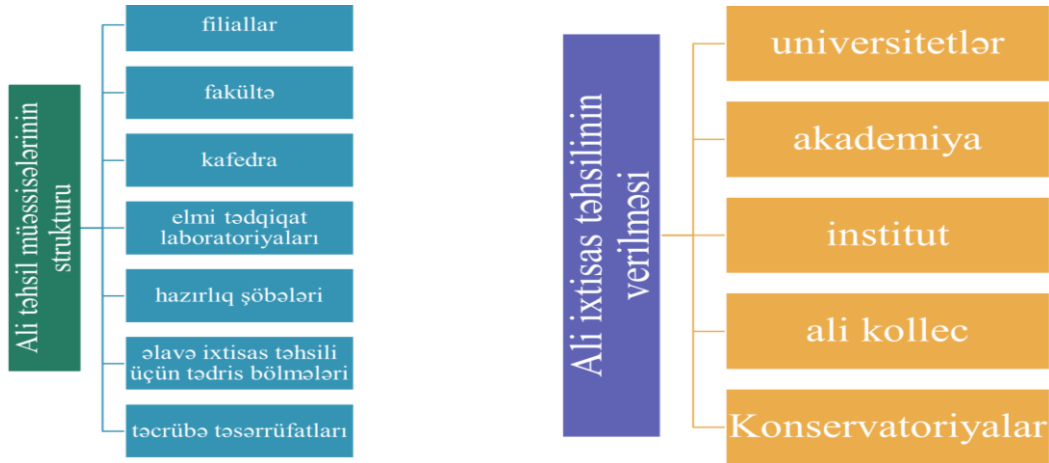 Ali təhsil müəssisələrinin
strukturu
filiallar
fakültə
kafedra
elmi tədqiqat
laboratoriyaları
hazırlıq şöbələri
əlavə ixtisas təhsili
üçün tədris bölmələri
təcrübə təsərrüfatları
Ali ixtisas təhsilinin
verilməsi
universitetlər
akademiya
institut
ali kollec
Konservatoriyalar